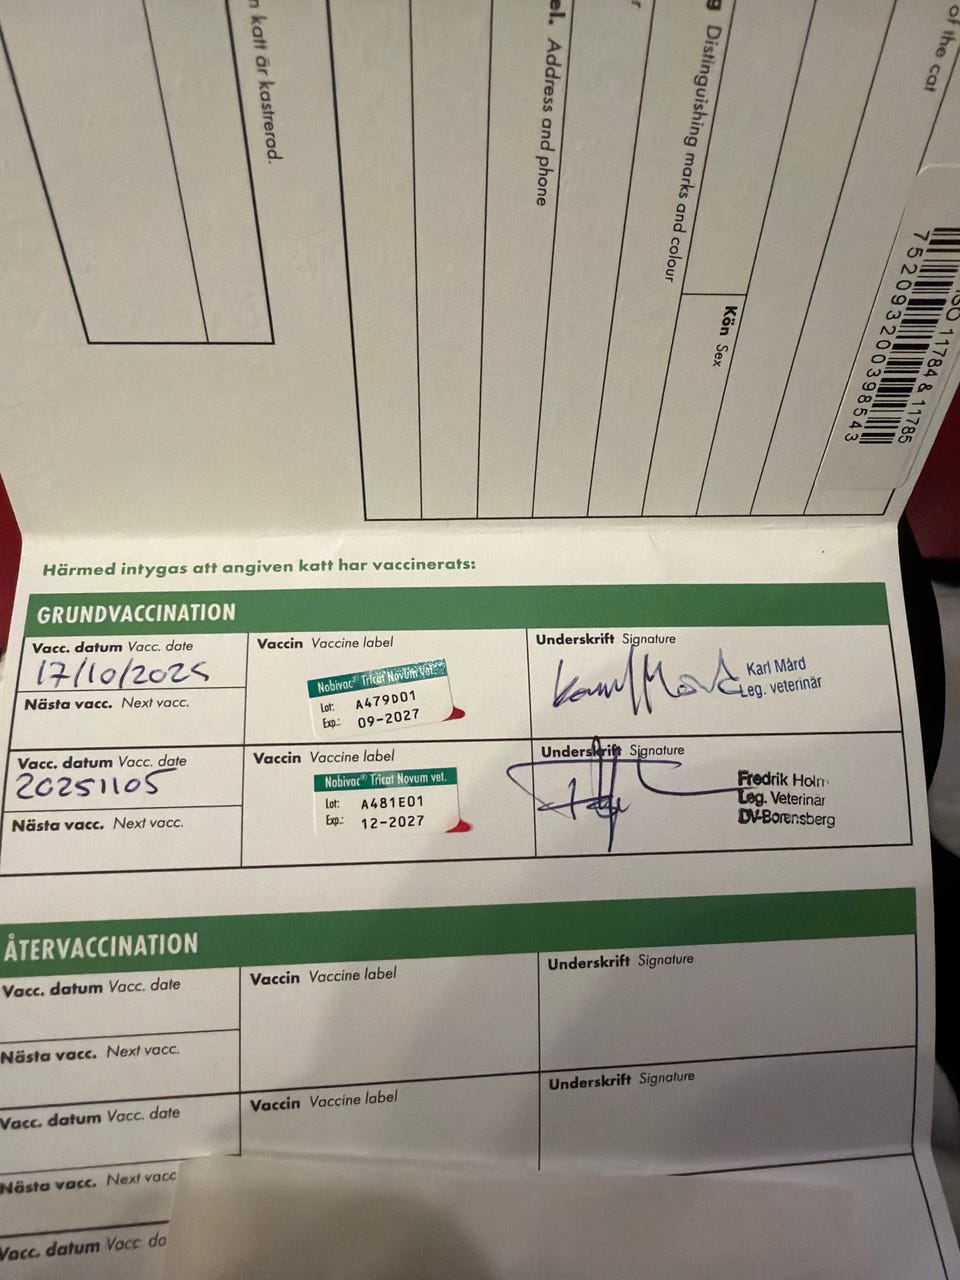 of the cat
ISO 11784 & 11785
752093200398543
Distinguishing marks and colour
Kön Sex
el. Address and phone
n katt är kastrerad.
Härmed intygas att angiven katt har vaccinerats:
GRUNDVACCINATION
Vacc. datum Vacc. date
17/10/2025
Nästa vacc. Next vacc.
Vaccin Vaccine label
Nobivac® Tricat Novum vet.
Lot: A479D01
Exp.: 09-2027
Underskrift Signature
Karl Mård
Leg. veterinär
Vacc. datum Vacc. date
20251105
Nästa vacc. Next vacc.
Vaccin Vaccine label
Nobivac® Tricat Novum vet.
Lot: A481E01
Exp.: 12-2027
Underskrift Signature
Fredrik Holm
Leg. Veterinär
DV-Borensberg
ÅTERVACCINATION
Vacc. datum Vacc. date
Nästa vacc. Next vacc.
Vaccin Vaccine label
Underskrift Signature
Vacc. datum Vacc. date
Nästa vacc. Next vacc
Vaccin Vaccine label
Underskrift Signature
Vacc. datum Vacc. da